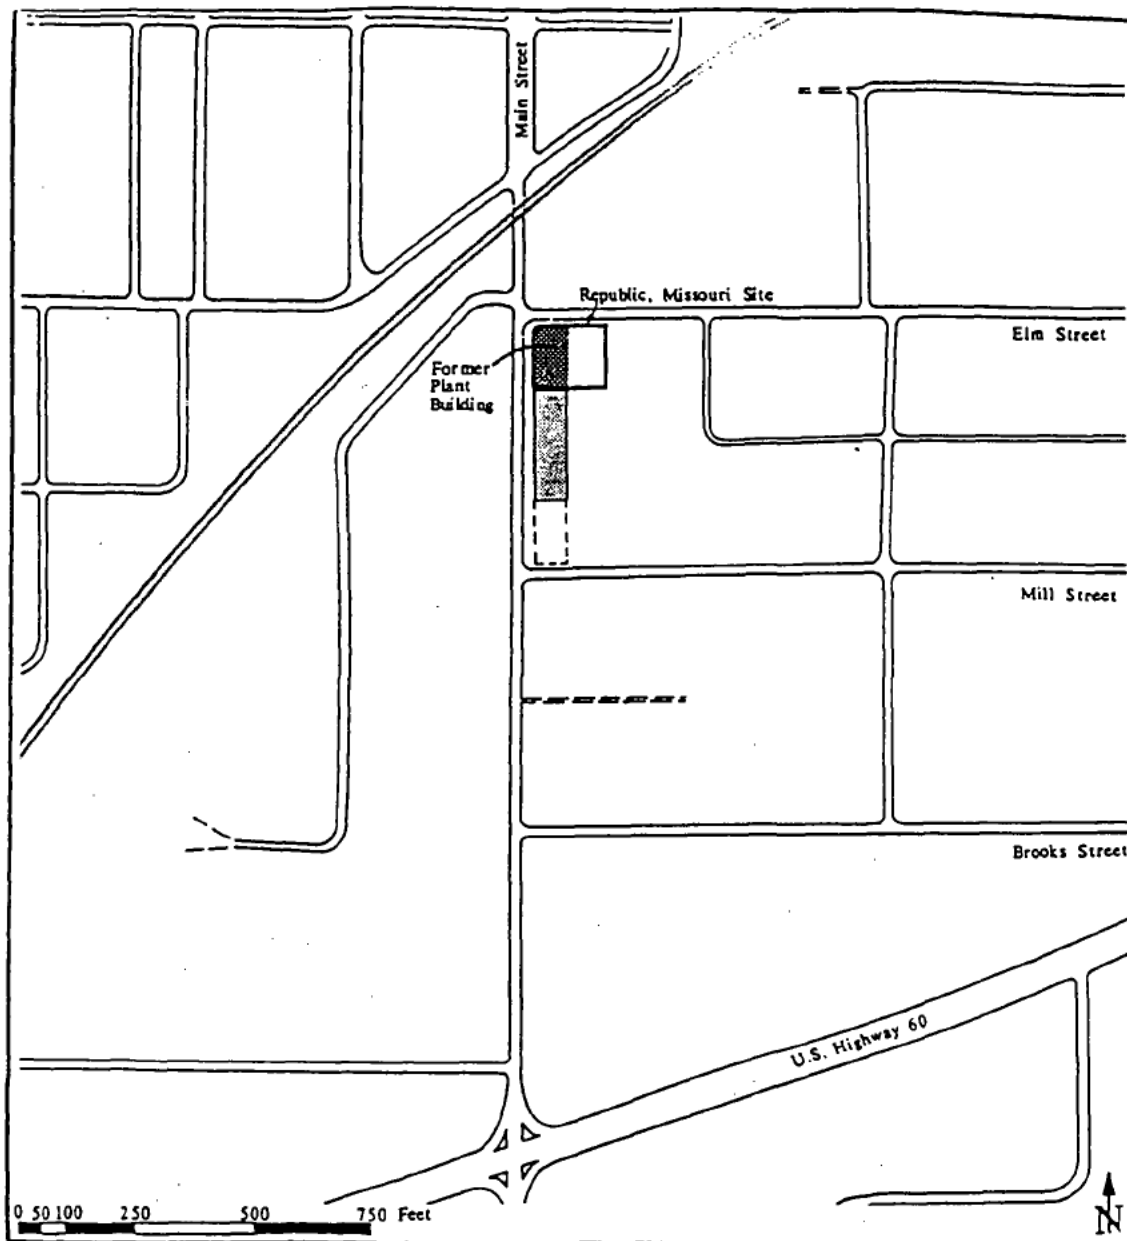 Main Street
Republic, Missouri Site
Elm Street
Former
Plant
Building
Mill Street
Brooks Street
U.S. Highway 60
0 50 100 250 500 750 Feet
N